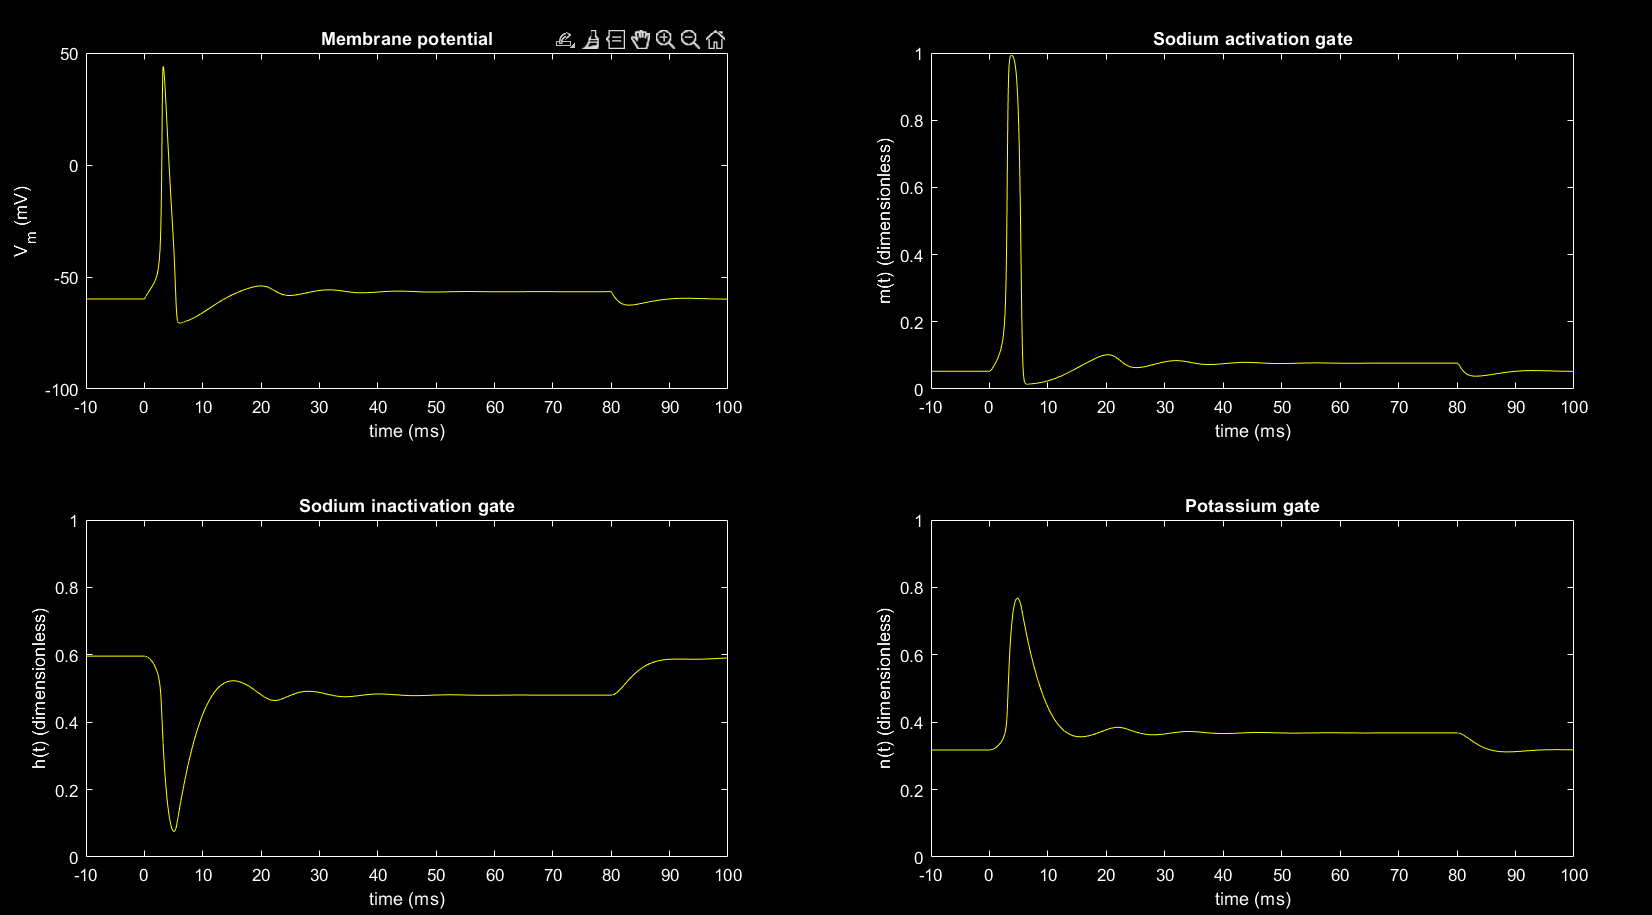 Membrane potential
50
0
-50
-100
V_m (mV)
-10 0 10 20 30 40 50 60 70 80 90 100
time (ms)
Sodium activation gate
1
0.8
0.6
0.4
0.2
0
m(t) (dimensionless)
-10 0 10 20 30 40 50 60 70 80 90 100
time (ms)
Sodium inactivation gate
1
0.8
0.6
0.4
0.2
0
h(t) (dimensionless)
-10 0 10 20 30 40 50 60 70 80 90 100
time (ms)
Potassium gate
1
0.8
0.6
0.4
0.2
0
n(t) (dimensionless)
-10 0 10 20 30 40 50 60 70 80 90 100
time (ms)